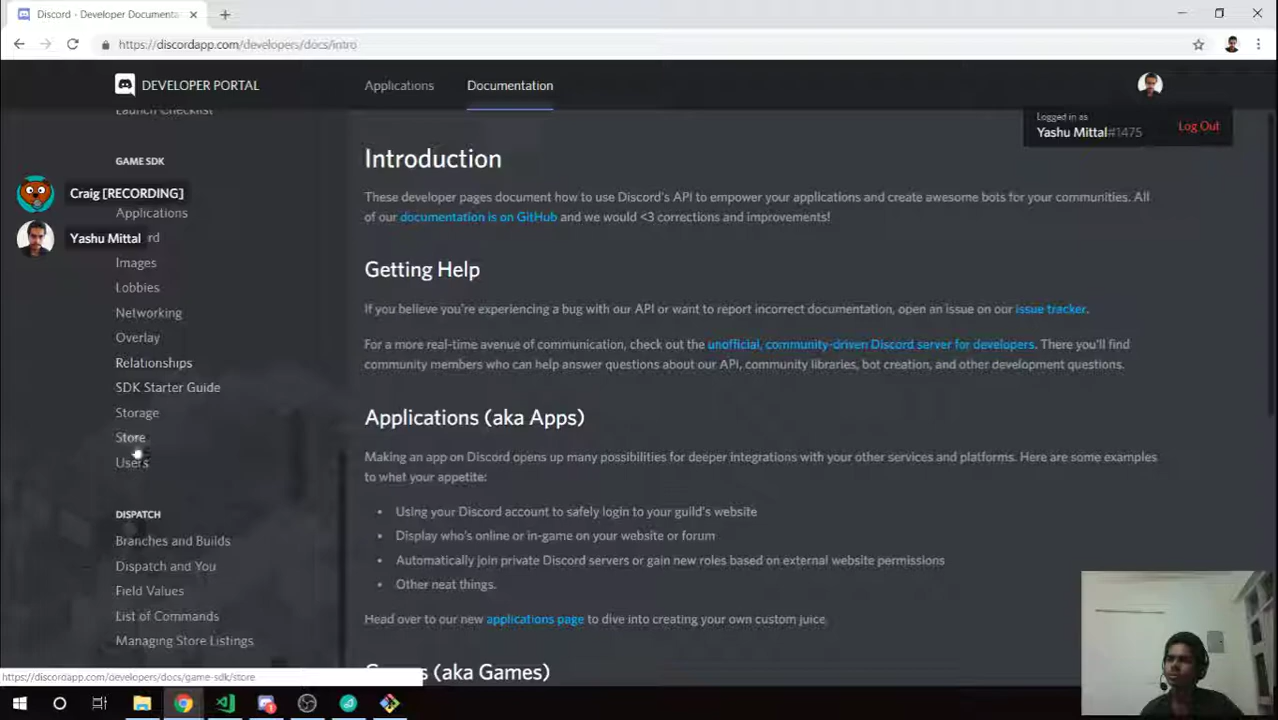 Discord - Developer Documenta
https://discordapp.com/developers/docs/intro
DEVELOPER PORTAL
Applications
Documentation
Logged in as
Yashu Mittal#1475
Log Out
Launch Checklist
GAME SDK
Craig [RECORDING]
Applications
Yashu Mittal
Images
Lobbies
Networking
Overlay
Relationships
SDK Starter Guide
Storage
Store
Users
DISPATCH
Branches and Builds
Dispatch and You
Field Values
List of Commands
Managing Store Listings
Introduction
These developer pages document how to use Discord's API to empower your applications and create awesome bots for your communities. All
of our documentation is on GitHub and we would <3 corrections and improvements!
Getting Help
If you believe you're experiencing a bug with our API or want to report incorrect documentation, open an issue on our issue tracker.
For a more real-time avenue of communication, check out the unofficial, community-driven Discord server for developers. There you'll find
community members who can help answer questions about our API, community libraries, bot creation, and other development questions.
Applications (aka Apps)
Making an app on Discord opens up many possibilities for deeper integrations with your other services and platforms. Here are some examples
to whet your appetite:
• Using your Discord account to safely login to your guild's website
• Display who's online or in-game on your website or forum
• Automatically join private Discord servers or gain new roles based on external website permissions
• Other neat things.
Head over to our new applications page to dive into creating your own custom juice
(aka Games)
https://discordapp.com/developers/docs/game-sdk/store